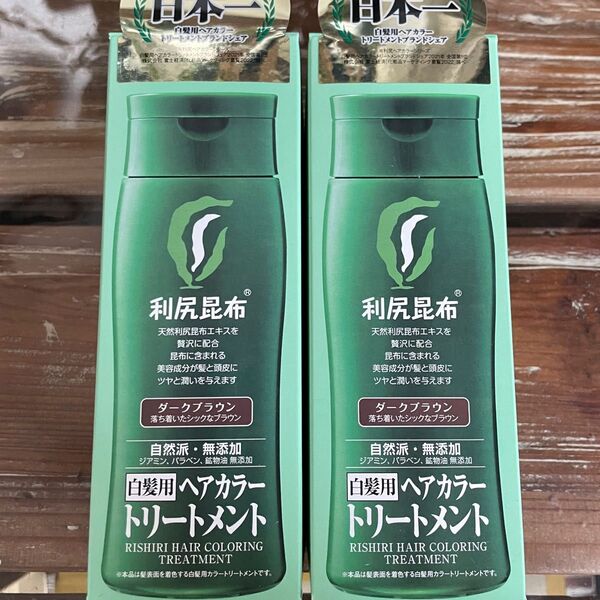 日本一
白髪用ヘアカラー
トリートメントブランドシェア
利尻昆布®
天然利尻昆布エキスを
贅沢に配合
昆布に含まれる
美容成分が髪と頭皮に
ツヤと潤いを与えます
ダークブラウン
落ち着いたシックなブラウン
自然派・無添加
ジアミン、パラベン、鉱物油 無添加
白髪用 ヘアカラー
トリートメント
RISHIRI HAIR COLORING
TREATMENT
※本品は髪表面を着色する白髪用カラートリートメントです。
日本一
白髪用ヘアカラー
トリートメントブランドシェア
利尻昆布®
天然利尻昆布エキスを
贅沢に配合
昆布に含まれる
美容成分が髪と頭皮に
ツヤと潤いを与えます
ダークブラウン
落ち着いたシックなブラウン
自然派・無添加
ジアミン、パラベン、鉱物油 無添加
白髪用 ヘアカラー
トリートメント
RISHIRI HAIR COLORING
TREATMENT
※本品は髪表面を着色する白髪用カラートリートメントです。